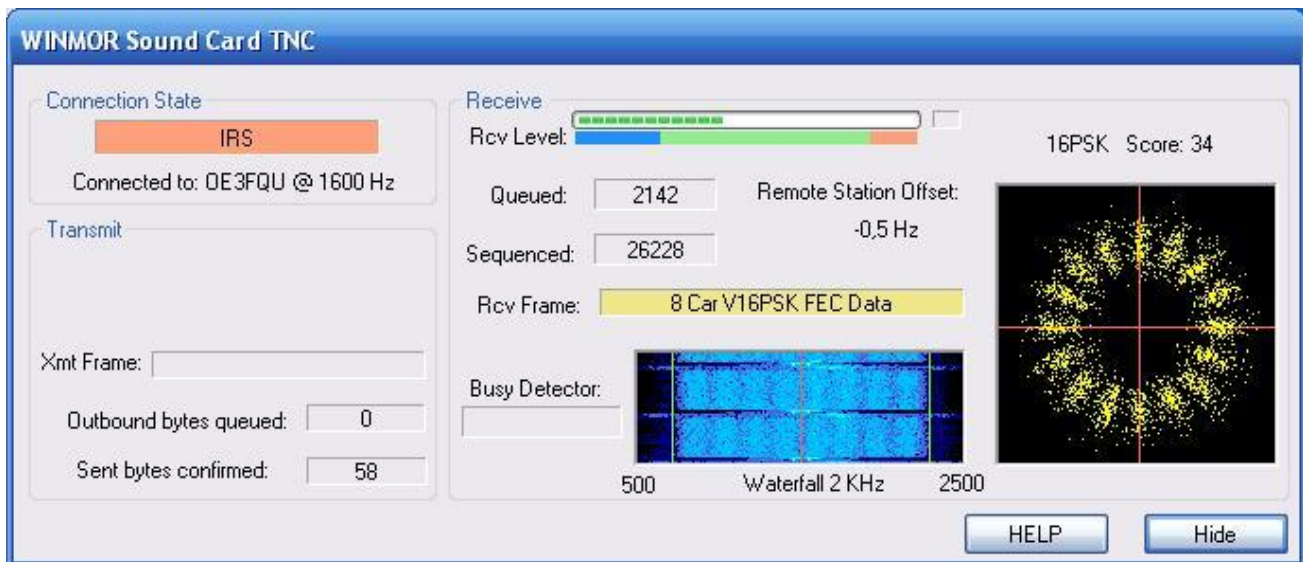 WINMOR Sound Card TNC
Connection State
IRS
Connected to: OE3FQU @ 1600 Hz
Transmit
Xmt Frame:
Outbound bytes queued: 0
Sent bytes confirmed: 58
Receive
Rcv Level:
Queued: 2142
Sequenced: 26228
Remote Station Offset:
-0,5 Hz
Rcv Frame: 8 Car V16PSK FEC Data
Busy Detector:
500 Waterfall 2 KHz 2500
16PSK Score: 34
HELP Hide